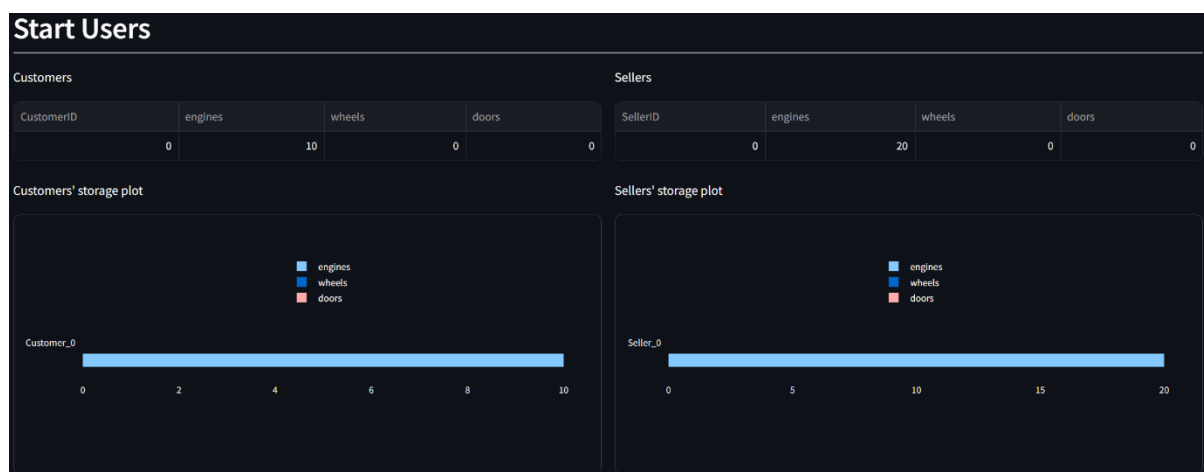 Start Users
Customers
CustomerID engines wheels doors
0 10 0 0
Customers' storage plot
engines
wheels
doors
Customer_0
0 2 4 6 8 10
Sellers
SellerID engines wheels doors
0 20 0 0
Sellers' storage plot
engines
wheels
doors
Seller_0
0 5 10 15 20